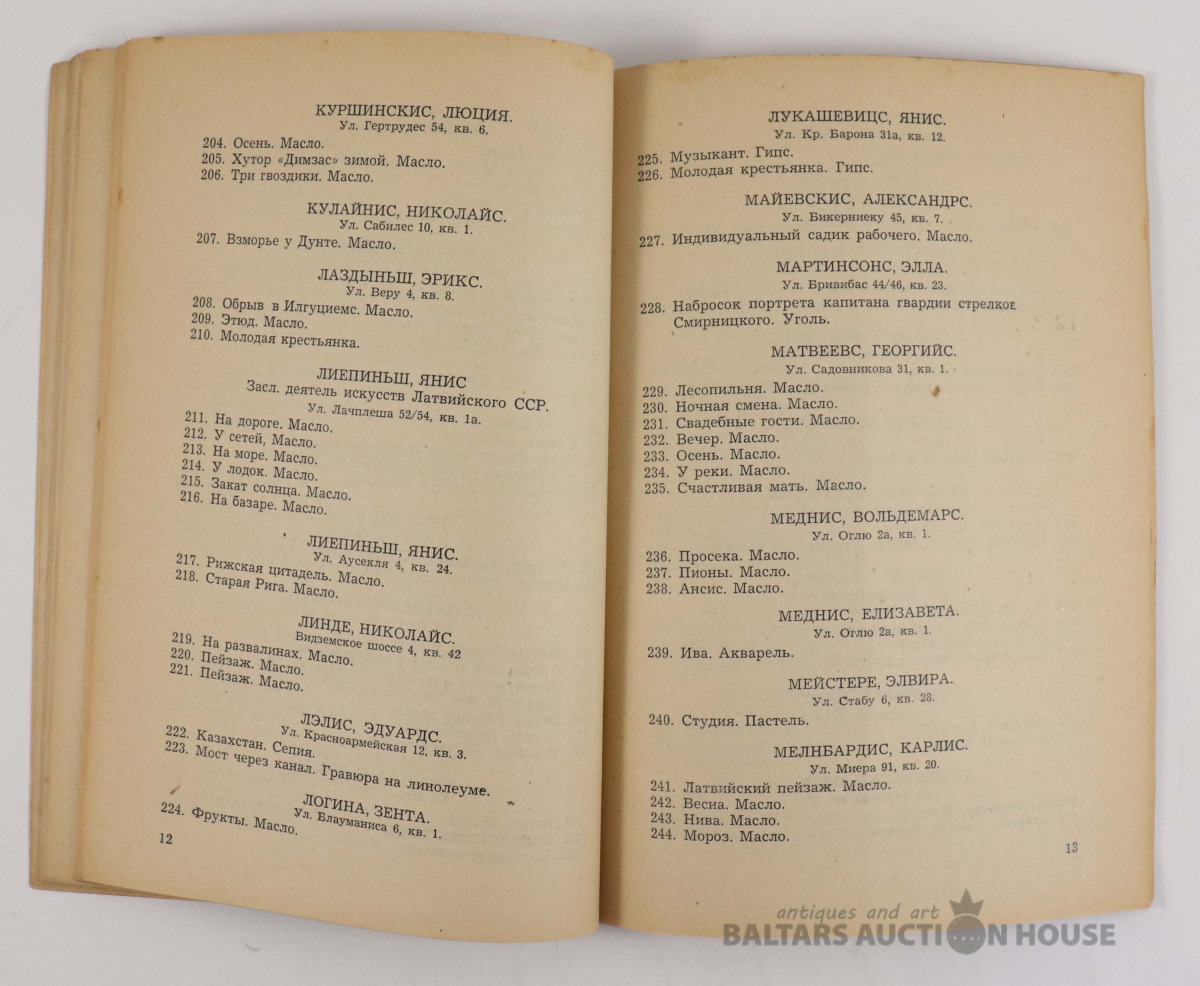 КУРШИНСКИС, ЛЮЦИЯ.
Ул. Гертрудес 54, кв. 6.
204. Осень. Масло.
205. Хутор «Димзас» зимой. Масло.
206. Три гвоздики. Масло.
КУЛАЙНИС, НИКОЛАЙС.
Ул. Сабилес 10, кв. 1.
207. Взморье у Дунте. Масло.
ЛАЗДЫНЬШ, ЭРИКС.
Ул. Веру 4, кв. 8.
208. Обрыв в Илгуциемс. Масло.
209. Этюд. Масло.
210. Молодая крестьянка.
ЛИЕПИНЬШ, ЯНИС
Засл. деятель искусств Латвийского ССР.
Ул. Лачплеша 52/54, кв. 1а.
211. На дороге. Масло.
212. У сетей, Масло.
213. На море. Масло.
214. У лодок. Масло.
215. Закат солнца. Масло.
216. На базаре. Масло.
ЛИЕПИНЬШ, ЯНИС.
Ул. Аусекля 4, кв. 24.
217. Рижская цитадель. Масло.
218. Старая Рига. Масло.
ЛИНДЕ, НИКОЛАЙС.
Видземское шоссе 4, кв. 42
219. На развалинах. Масло.
220. Пейзаж. Масло.
221. Пейзаж. Масло.
ЛЭЛИС, ЭДУАРДС.
Ул. Красноармейская 12, кв. 3.
222. Казахстан. Сепия.
223. Мост через канал. Гравюра на линолеуме.
ЛОГИНА, ЗЕНТА.
Ул. Блауманиса 6, кв. 1.
224. Фрукты. Масло.
12
ЛУКАШЕВИЦС, ЯНИС.
Ул. Кр. Барона 31а, кв. 12.
225. Музыкант. Гипс.
226. Молодая крестьянка. Гипс.
МАЙЕВСКИС, АЛЕКСАНДРС.
Ул. Бикерниеку 45, кв. 7.
227. Индивидуальный садик рабочего. Масло.
МАРТИНСОНС, ЭЛЛА.
Ул. Бривибас 44/46, кв. 23.
228. Набросок портрета капитана гвардии стрелков
Смирницкого. Уголь.
МАТВЕЕВС, ГЕОРГИЙС.
Ул. Садовникова 31, кв. 1.
229. Лесопильня. Масло.
230. Ночная смена. Масло.
231. Свадебные гости. Масло.
232. Вечер. Масло.
233. Осень. Масло.
234. У реки. Масло.
235. Счастливая мать. Масло.
МЕДНИС, ВОЛЬДЕМАРС.
Ул. Оглю 2а, кв. 1.
236. Просека. Масло.
237. Пионы. Масло.
238. Ансис. Масло.
МЕДНИС, ЕЛИЗАВЕТА.
Ул. Оглю 2а, кв. 1.
239. Ива. Акварель.
МЕЙСТЕРЕ, ЭЛВИРА.
Ул. Стабу 6, кв. 28.
240. Студия. Пастель.
МЕЛНБАРДИС, КАРЛИС.
Ул. Миера 91, кв. 20.
241. Латвийский пейзаж. Масло.
242. Весна. Масло.
243. Нива. Масло.
244. Мороз. Масло.
13
antiques and art
BALTARS AUCTION HOUSE